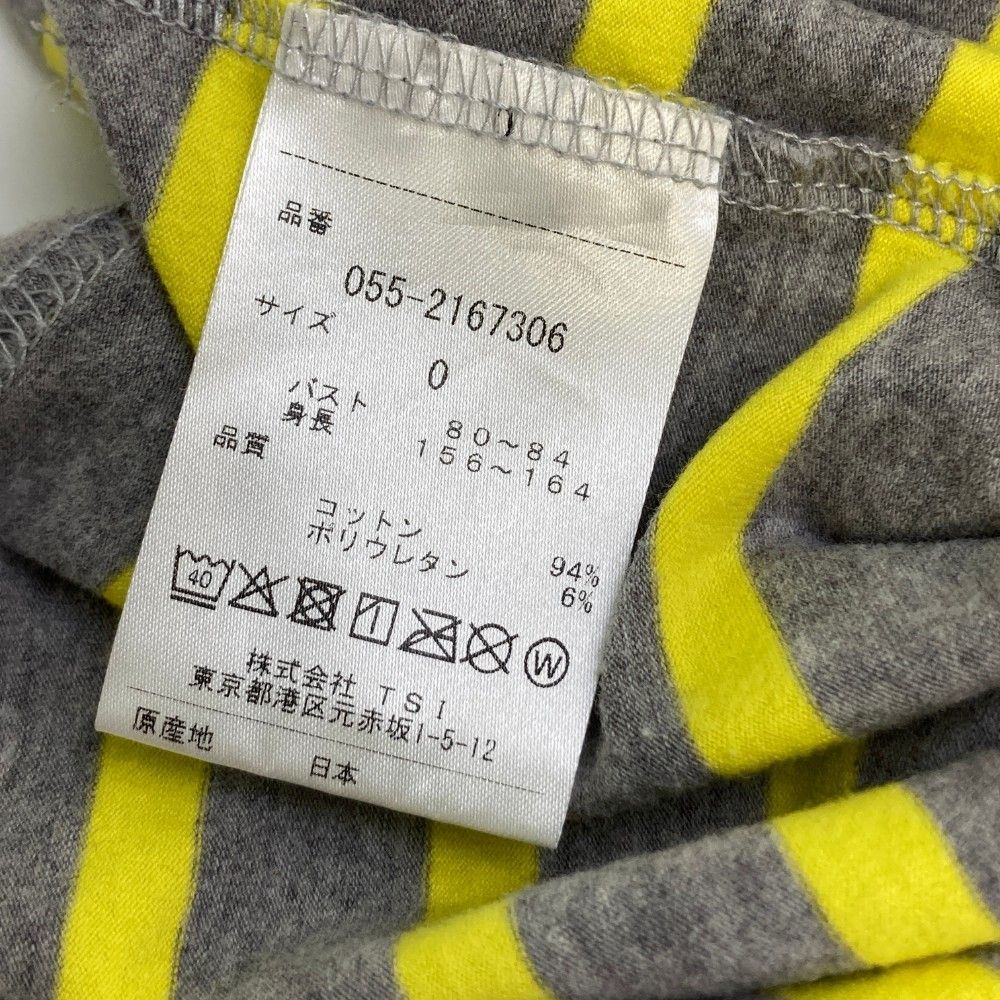 品番
055-2167306
サイズ
0
バスト 80～84
身長 156～164
品質
コットン 94%
ポリウレタン 6%
40
W
株式会社 TSI
東京都港区元赤坂1-5-12
原産地
日本